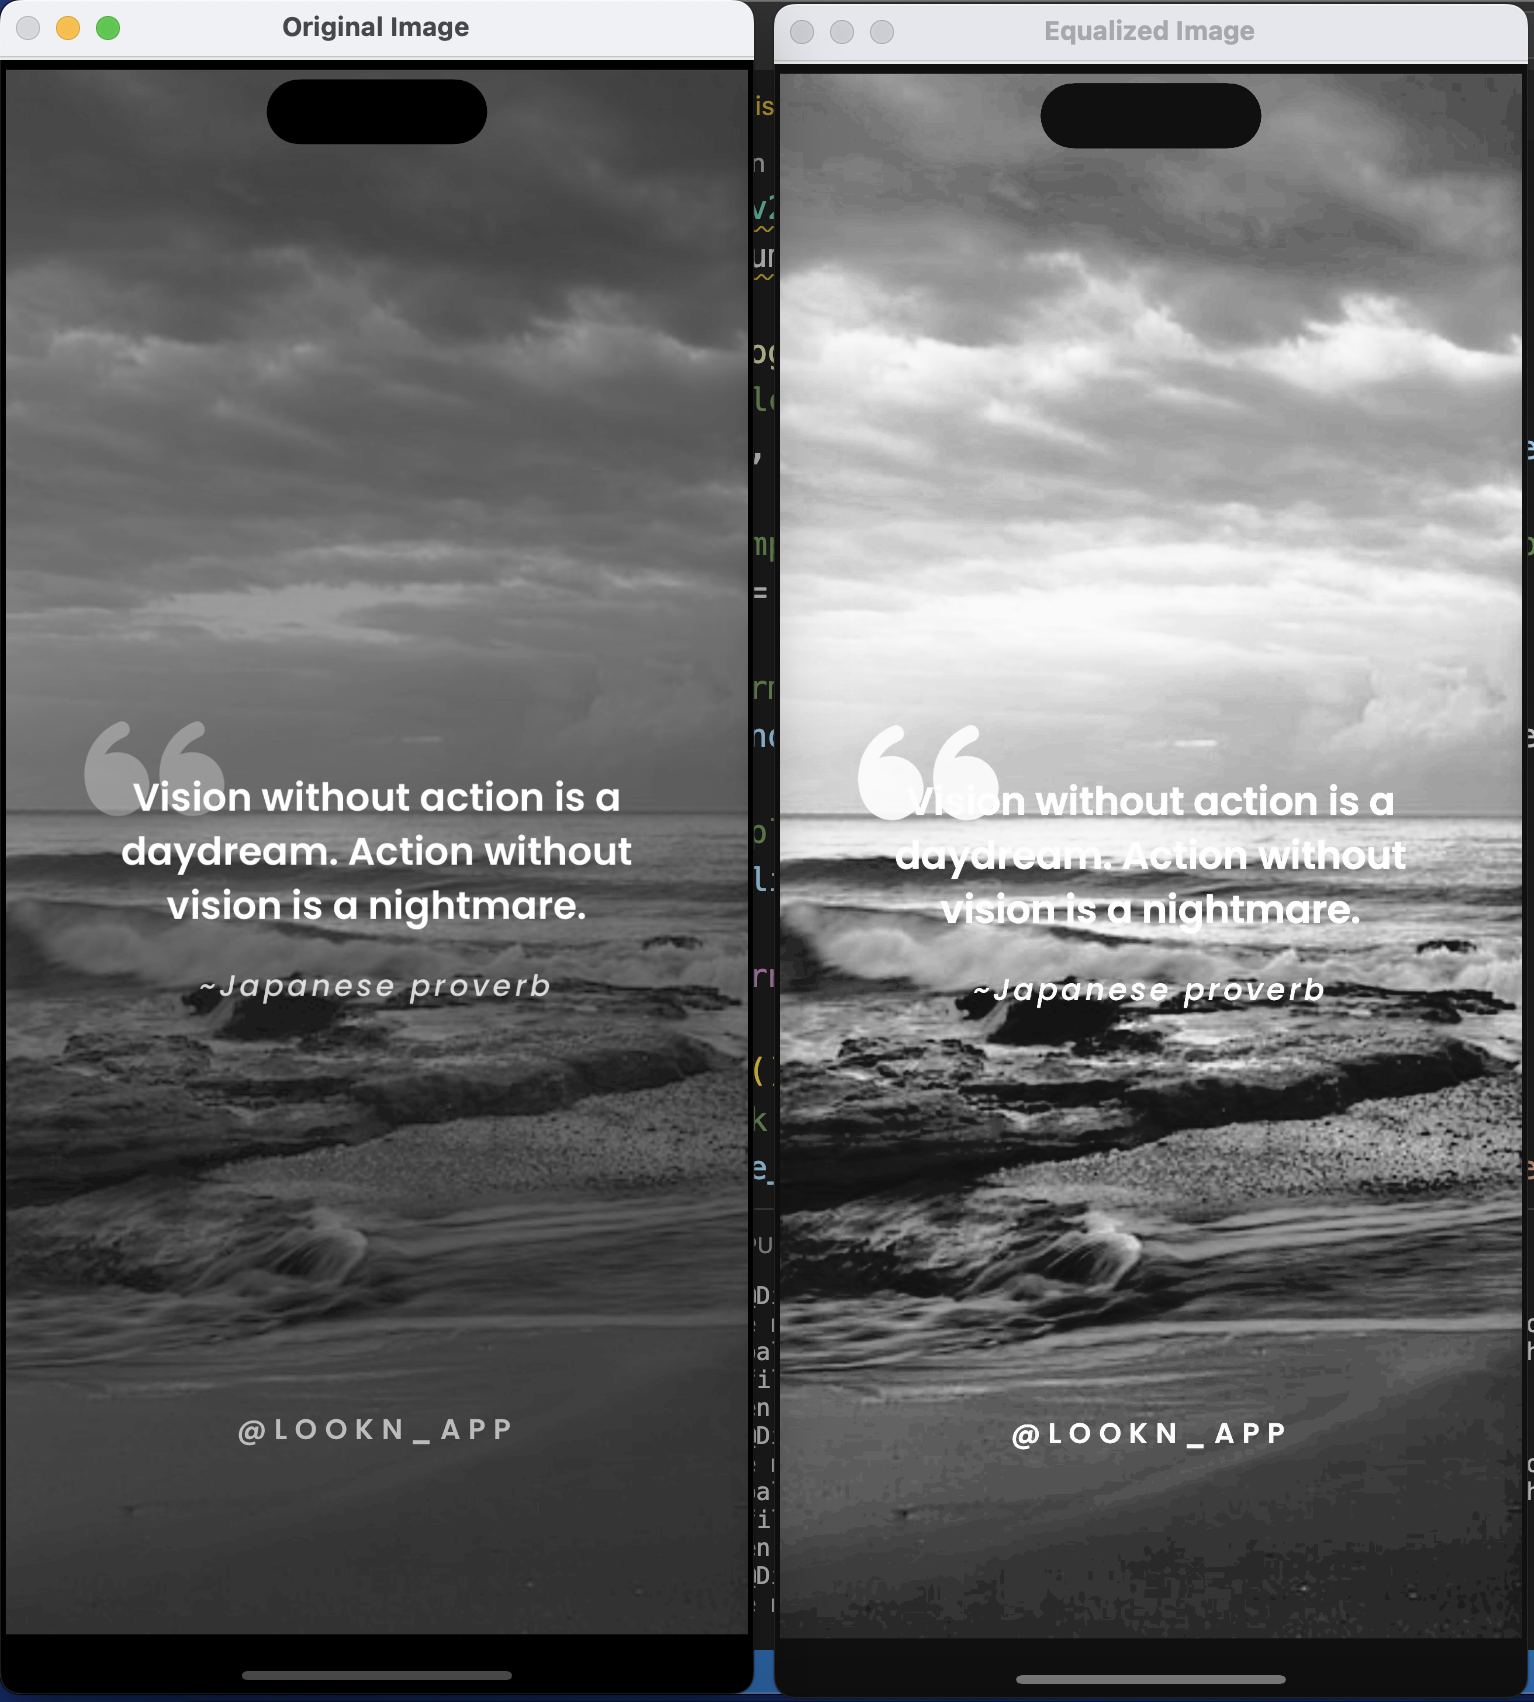 Original Image
Vision without action is a
daydream. Action without
vision is a nightmare.
~Japanese proverb
@LOOKN_APP
Equalized Image
Vision without action is a
daydream. Action without
vision is a nightmare.
~Japanese proverb
@LOOKN_APP